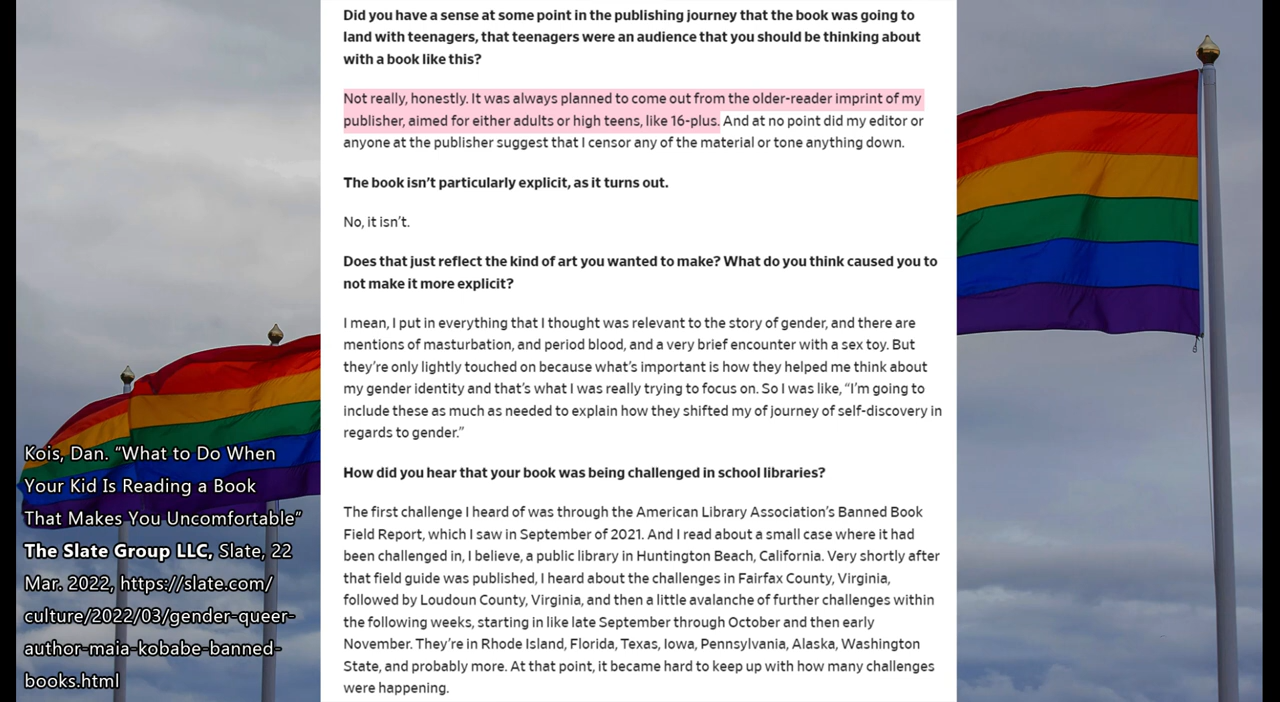 Did you have a sense at some point in the publishing journey that the book was going to
land with teenagers, that teenagers were an audience that you should be thinking about
with a book like this?
Not really, honestly. It was always planned to come out from the older-reader imprint of my
publisher, aimed for either adults or high teens, like 16-plus. And at no point did my editor or
anyone at the publisher suggest that I censor any of the material or tone anything down.
The book isn’t particularly explicit, as it turns out.
No, it isn’t.
Does that just reflect the kind of art you wanted to make? What do you think caused you to
not make it more explicit?
I mean, I put in everything that I thought was relevant to the story of gender, and there are
mentions of masturbation, and period blood, and a very brief encounter with a sex toy. But
they’re only lightly touched on because what’s important is how they helped me think about
my gender identity and that’s what I was really trying to focus on. So I was like, “I’m going to
include these as much as needed to explain how they shifted my of journey of self-discovery in
regards to gender.”
How did you hear that your book was being challenged in school libraries?
The first challenge I heard of was through the American Library Association’s Banned Book
Field Report, which I saw in September of 2021. And I read about a small case where it had
been challenged in, I believe, a public library in Huntington Beach, California. Very shortly after
that field guide was published, I heard about the challenges in Fairfax County, Virginia,
followed by Loudoun County, Virginia, and then a little avalanche of further challenges within
the following weeks, starting in like late September through October and then early
November. They’re in Rhode Island, Florida, Texas, Iowa, Pennsylvania, Alaska, Washington
State, and probably more. At that point, it became hard to keep up with how many challenges
were happening.
Kois, Dan. “What to Do When
Your Kid Is Reading a Book
That Makes You Uncomfortable”
The Slate Group LLC, Slate, 22
Mar. 2022, https://slate.com/
culture/2022/03/gender-queer-
author-maia-kobabe-banned-
books.html